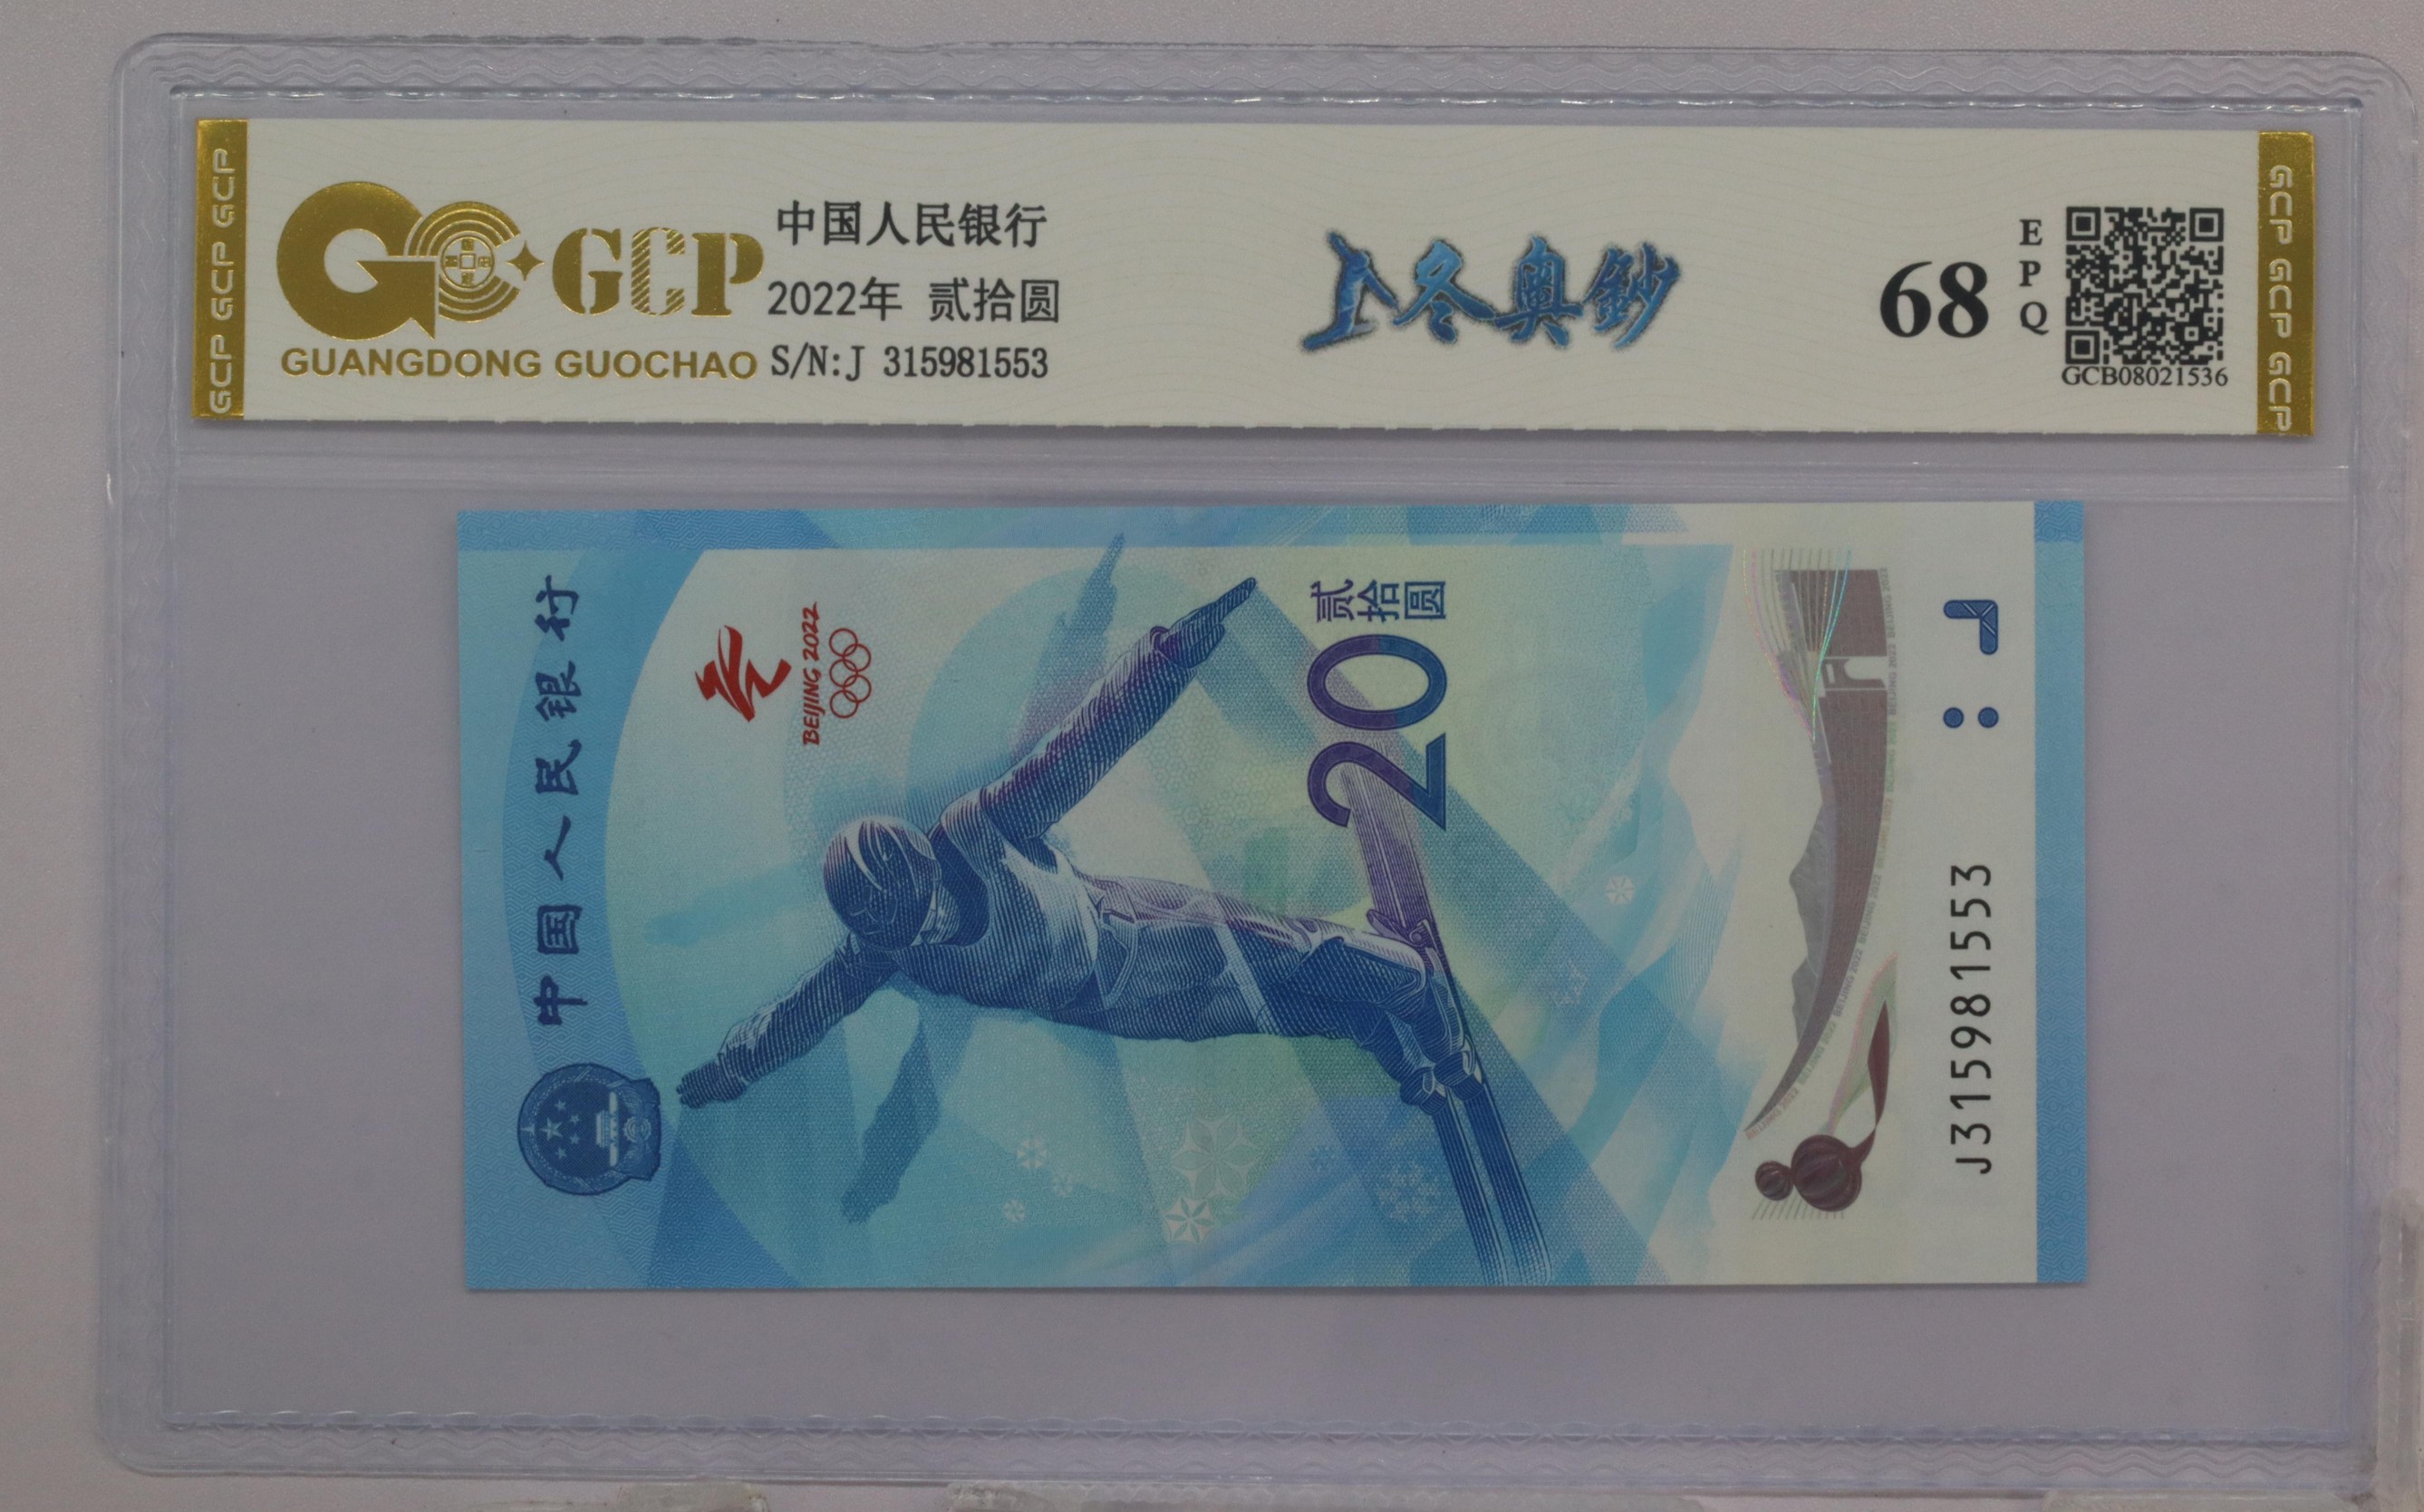 GCP GCP GCP
GCP
GUANGDONG GUOCHAO
中国人民银行
2022年 贰拾圆
S/N:J 315981553
冬奥鈔
68
E
P
Q
GCB08021536
GCP GCP GCP
中国人民银行
BEIJING 2022
贰拾圆
20
J315981553